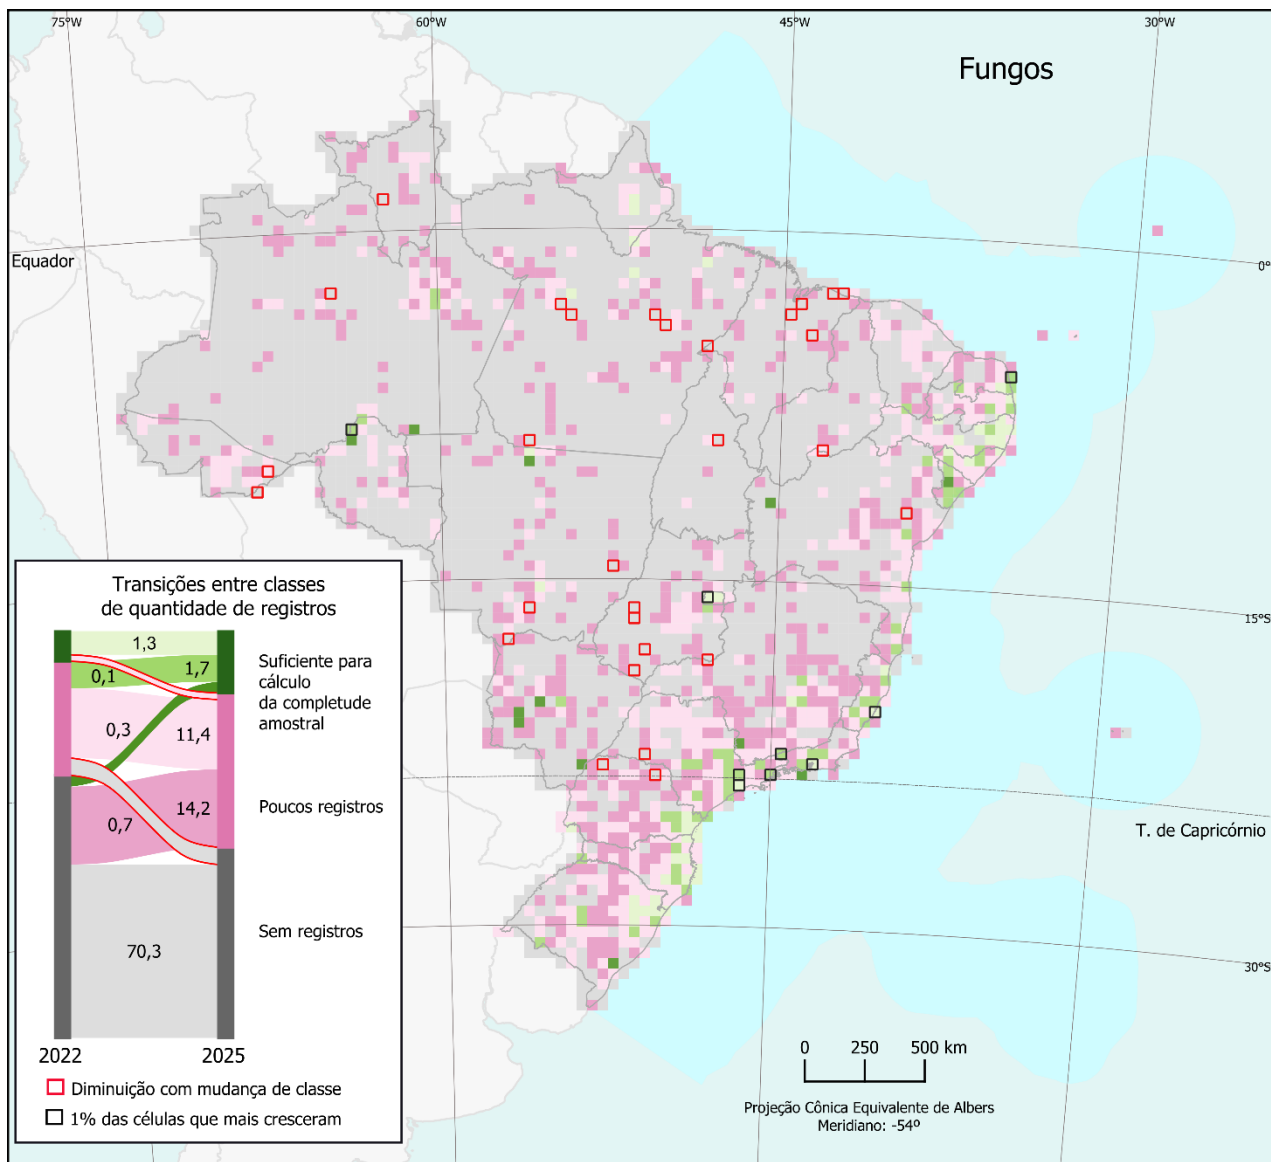 75°W
60°W
45°W
30°W
Fungos
Equador
0°
15°S
T. de Capricórnio
30°S
Transições entre classes
de quantidade de registros
1,3
0,1
1,7
Suficiente para
cálculo
da completude
amostral
0,3
11,4
0,7
14,2
Poucos registros
70,3
Sem registros
2022
2025
Diminuição com mudança de classe
1% das células que mais cresceram
0 250 500 km
Projeção Cônica Equivalente de Albers
Meridiano: -54º